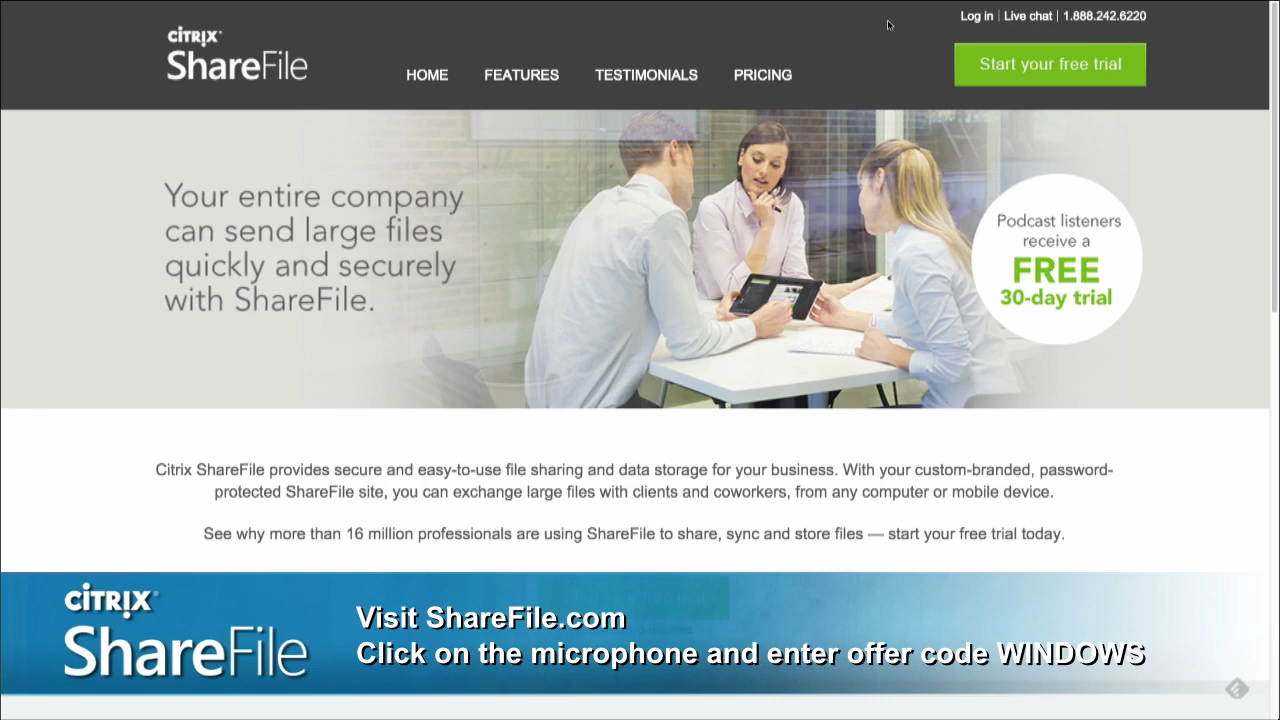 Log in | Live chat | 1.888.242.6220
CİTRIX®
ShareFile
HOME FEATURES TESTIMONIALS PRICING
Start your free trial
Your entire company
can send large files
quickly and securely
with ShareFile.
Podcast listeners
receive a
FREE
30-day trial
Citrix ShareFile provides secure and easy-to-use file sharing and data storage for your business. With your custom-branded, password-
protected ShareFile site, you can exchange large files with clients and coworkers, from any computer or mobile device.
See why more than 16 million professionals are using ShareFile to share, sync and store files — start your free trial today.
CİTRIX®
ShareFile
Visit ShareFile.com
Click on the microphone and enter offer code WINDOWS